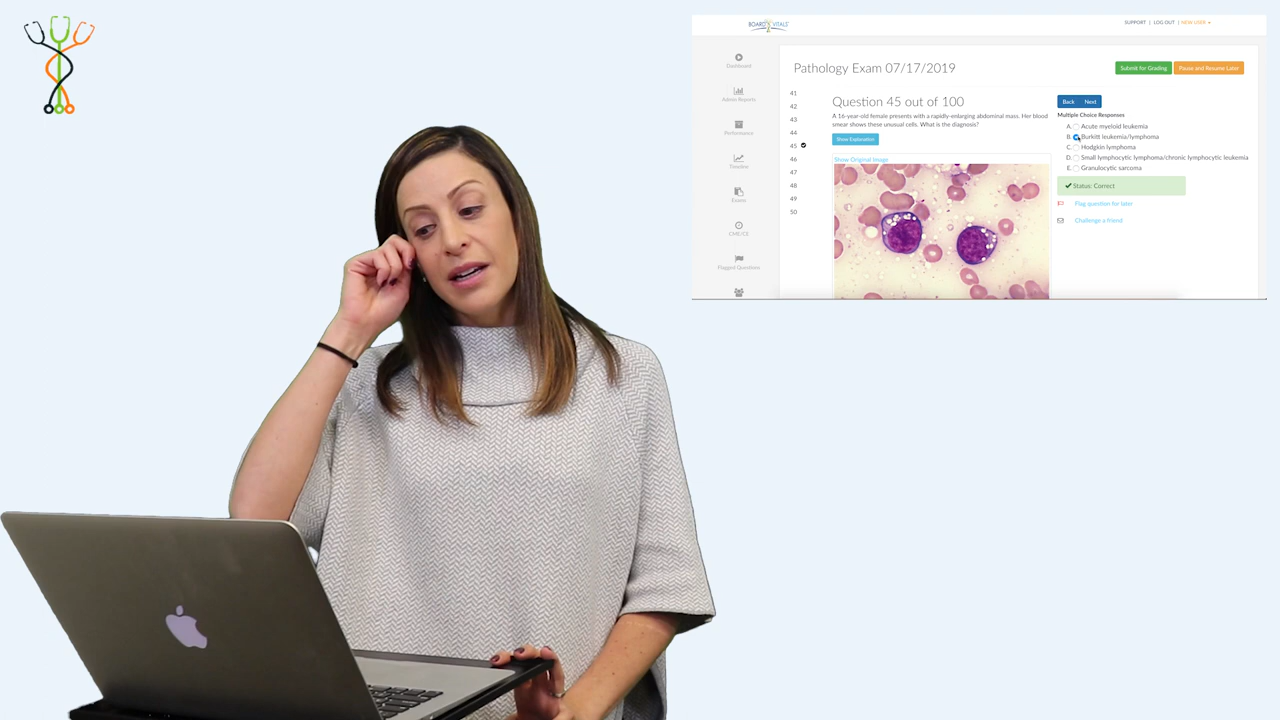 BOARD VITALS
SUPPORT | LOG OUT | NEW USER
Dashboard
Admin Reports
Performance
Timeline
Exams
CME/CE
Flagged Questions
Pathology Exam 07/17/2019
Submit for Grading
Pause and Resume Later
41
42
43
44
45
46
47
48
49
50
Question 45 out of 100
A 16-year-old female presents with a rapidly-enlarging abdominal mass. Her blood
smear shows these unusual cells. What is the diagnosis?
Show Explanation
Show Original Image
Back Next
Multiple Choice Responses
A. Acute myeloid leukemia
B. Burkitt leukemia/lymphoma
C. Hodgkin lymphoma
D. Small lymphocytic lymphoma/chronic lymphocytic leukemia
E. Granulocytic sarcoma
Status: Correct
Flag question for later
Challenge a friend